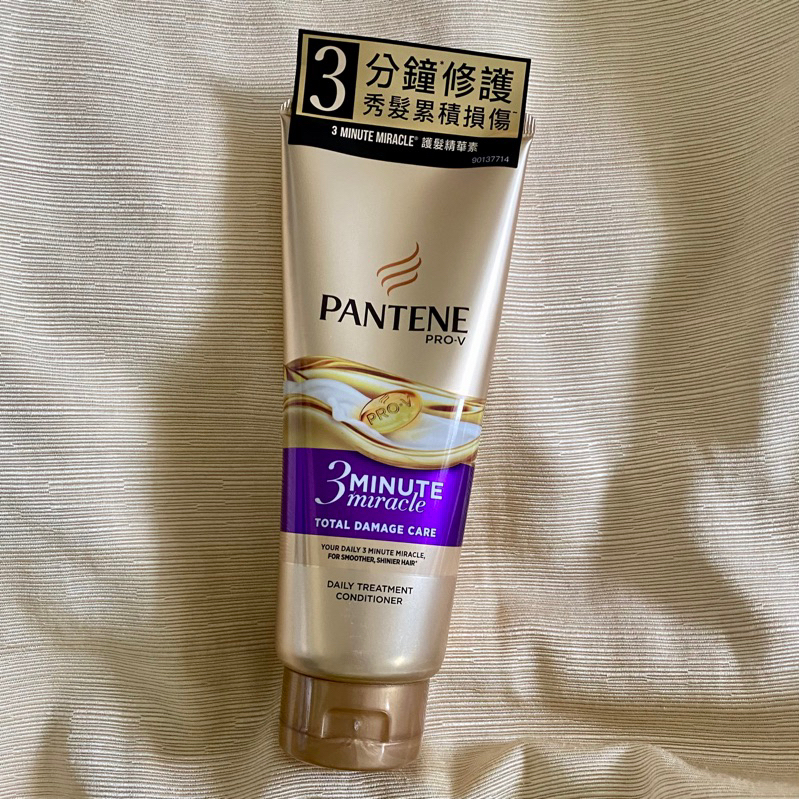 3 分鐘*修護
秀髮累積損傷~
3 MINUTE MIRACLE® 護髮精華素
90137714
PANTENE
PRO-V
PRO-V
3 MINUTE
miracle
TOTAL DAMAGE CARE
YOUR DAILY 3 MINUTE MIRACLE,
FOR SMOOTHER, SHINIER HAIR*
DAILY TREATMENT
CONDITIONER